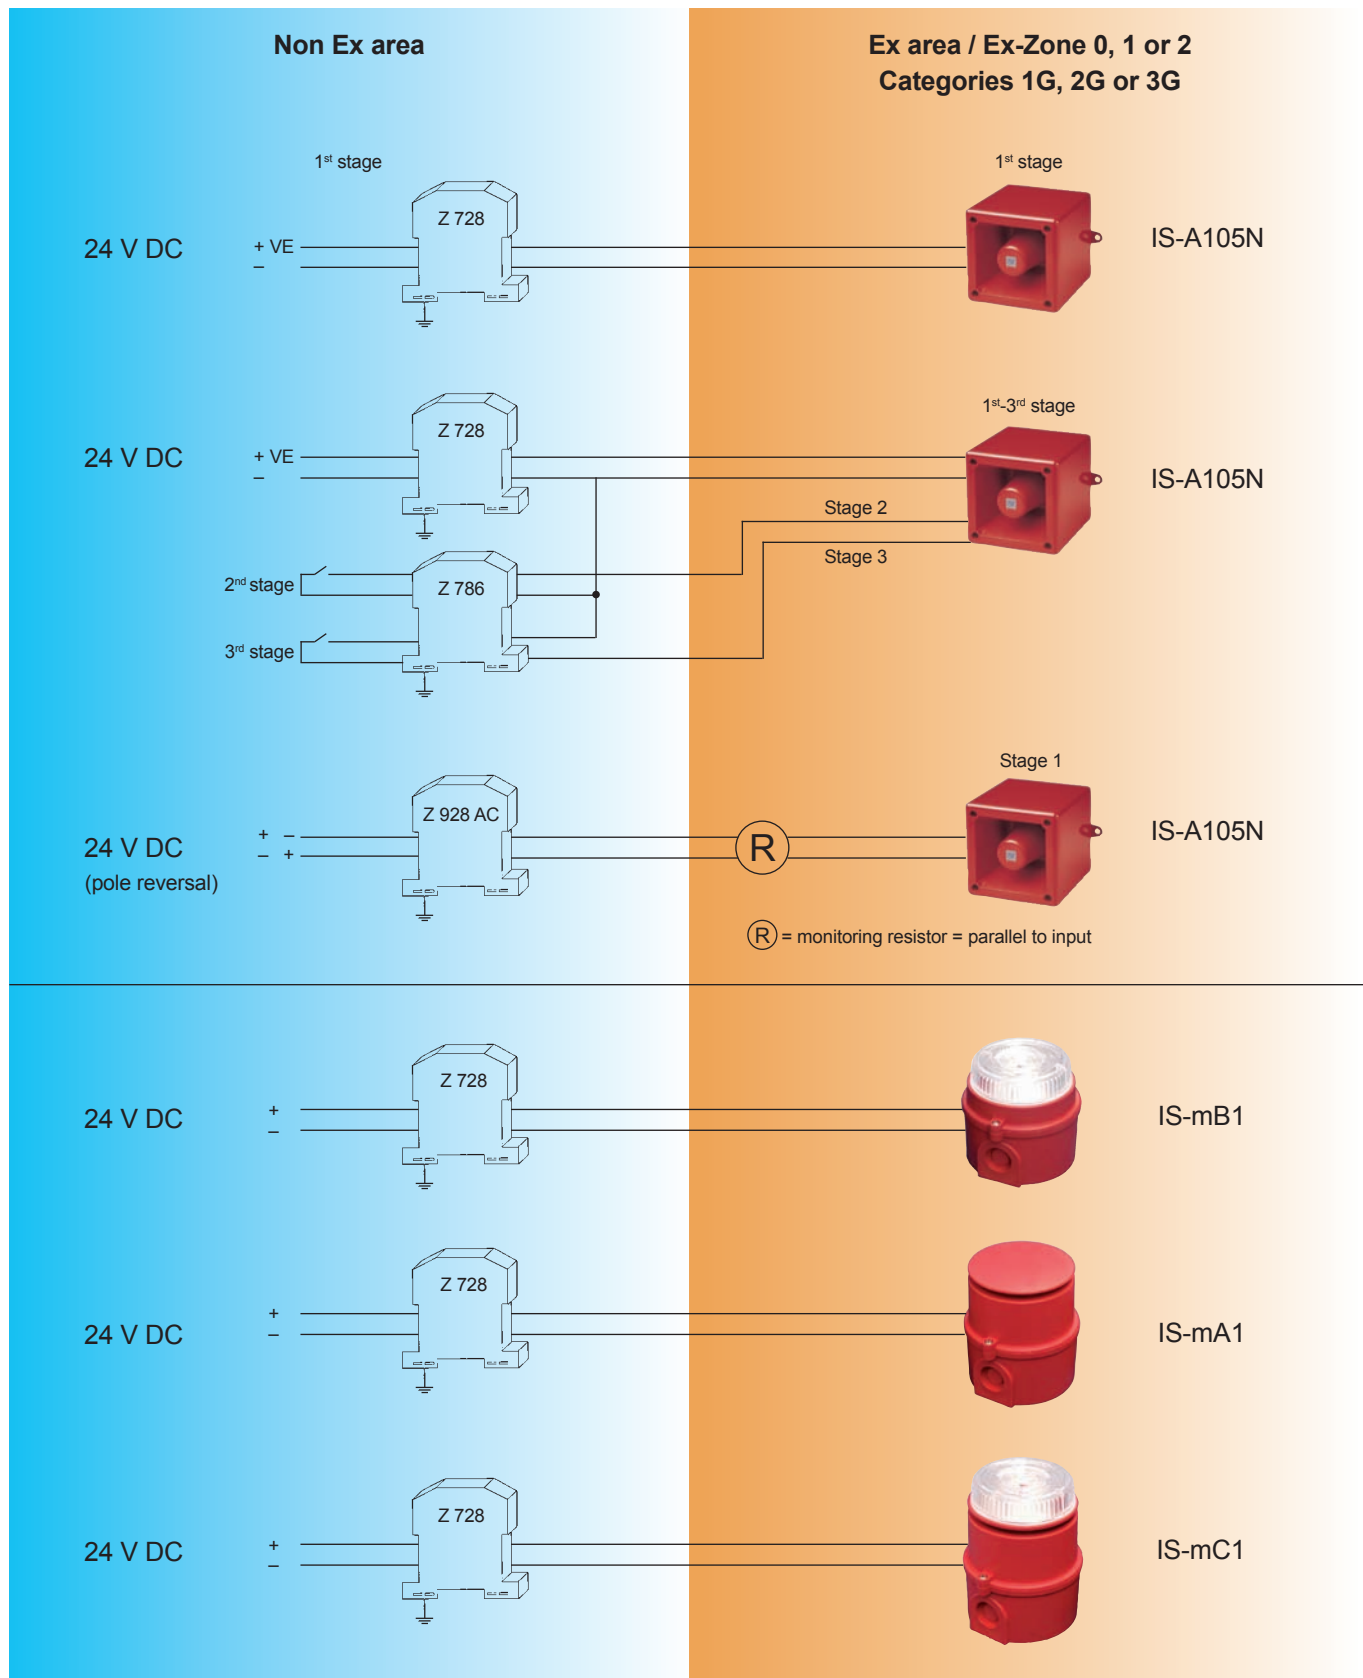 Non Ex area
Ex area / Ex-Zone 0, 1 or 2
Categories 1G, 2G or 3G
1st stage
1st stage
Z 728
24 V DC
+ VE
–
IS-A105N
1st-3rd stage
Z 728
24 V DC
+ VE
–
IS-A105N
Stage 2
Stage 3
2nd stage
Z 786
3rd stage
Stage 1
Z 928 AC
24 V DC
(pole reversal)
+ –
– +
R
IS-A105N
R = monitoring resistor = parallel to input
Z 728
24 V DC
+
–
IS-mB1
Z 728
24 V DC
+
–
IS-mA1
Z 728
24 V DC
+
–
IS-mC1